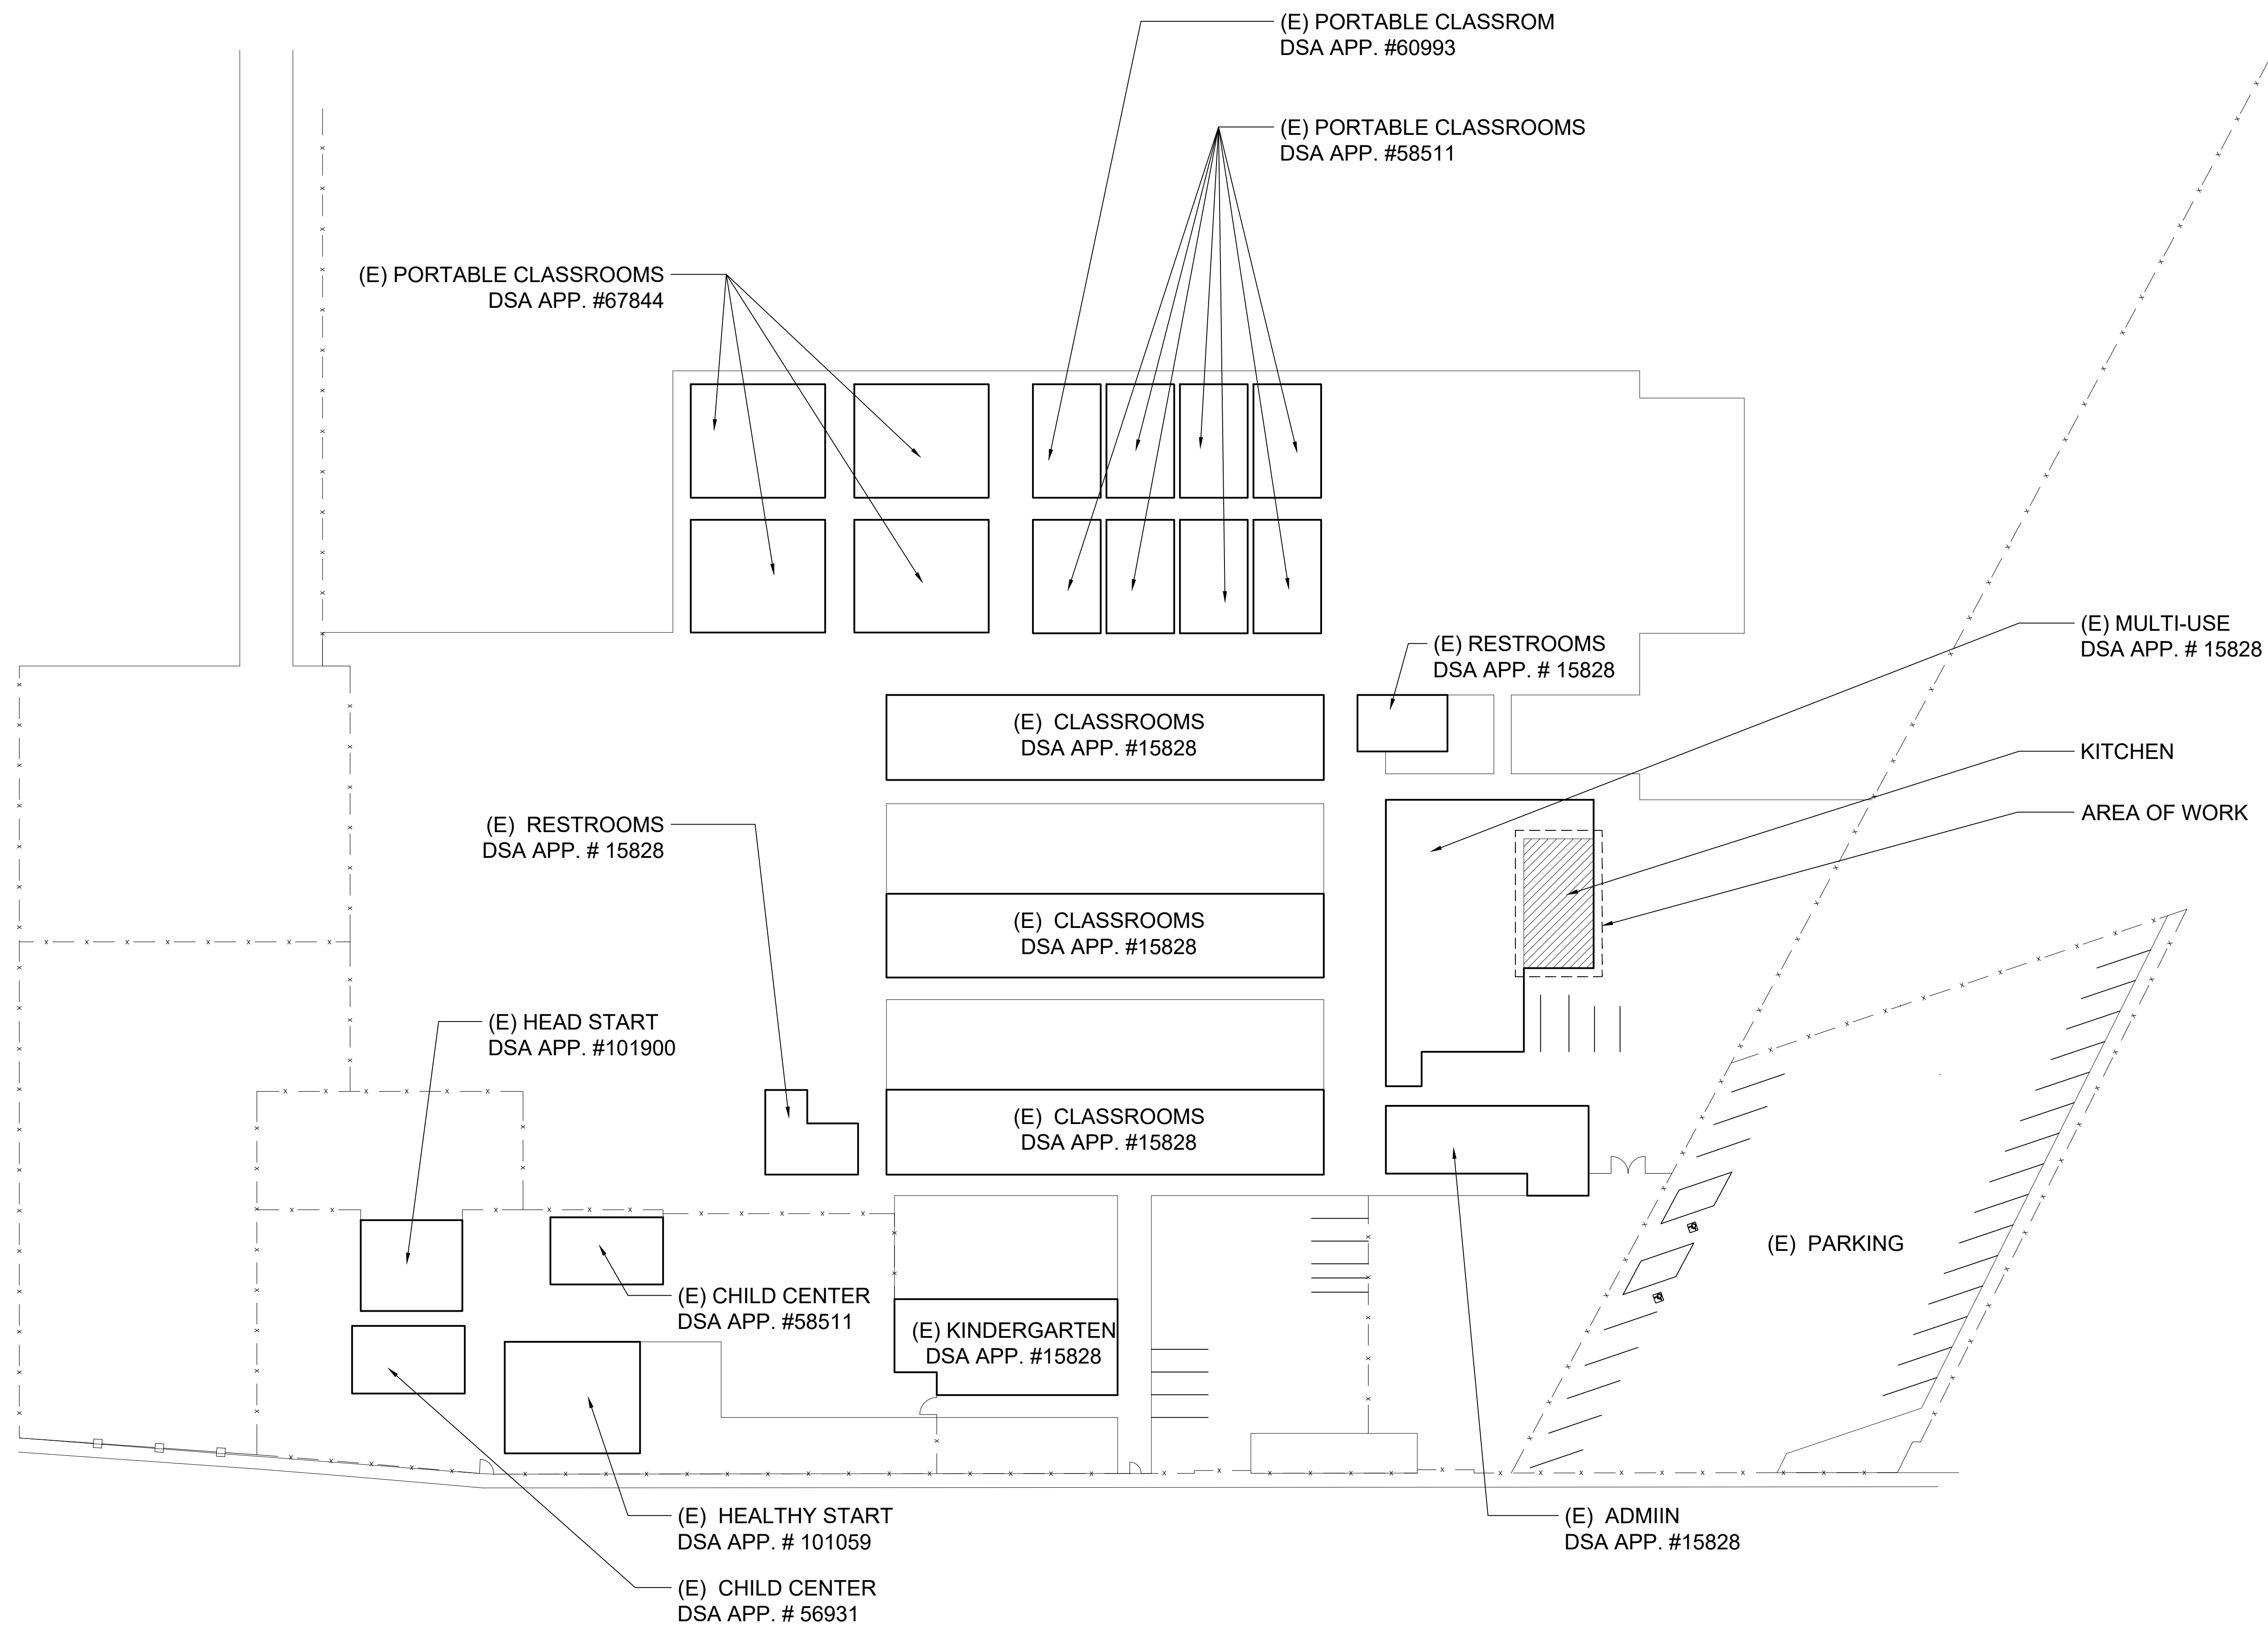 (E) PORTABLE CLASSROM
DSA APP. #60993
(E) PORTABLE CLASSROOMS
DSA APP. #58511
(E) PORTABLE CLASSROOMS
DSA APP. #67844
(E) MULTI-USE
DSA APP. # 15828
(E) RESTROOMS
DSA APP. # 15828
(E) CLASSROOMS
DSA APP. #15828
KITCHEN
AREA OF WORK
(E) RESTROOMS
DSA APP. # 15828
(E) CLASSROOMS
DSA APP. #15828
(E) HEAD START
DSA APP. #101900
(E) CLASSROOMS
DSA APP. #15828
(E) PARKING
(E) CHILD CENTER
DSA APP. #58511
(E) KINDERGARTEN
DSA APP. #15828
(E) HEALTHY START
DSA APP. # 101059
(E) ADMIIN
DSA APP. #15828
(E) CHILD CENTER
DSA APP. # 56931